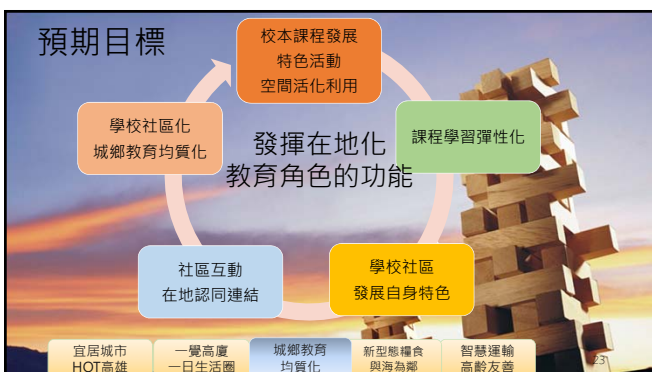 預期目標
校本課程發展
特色活動
空間活化利用
學校社區化
城鄉教育均質化
發揮在地化
教育角色的功能
課程學習彈性化
社區互動
在地認同連結
學校社區
發展自身特色
宜居城市
HOT高雄
一覺高廈
一日生活圈
城鄉教育
均質化
新型態糧食
與海為鄰
智慧運輸
高齡友善
23